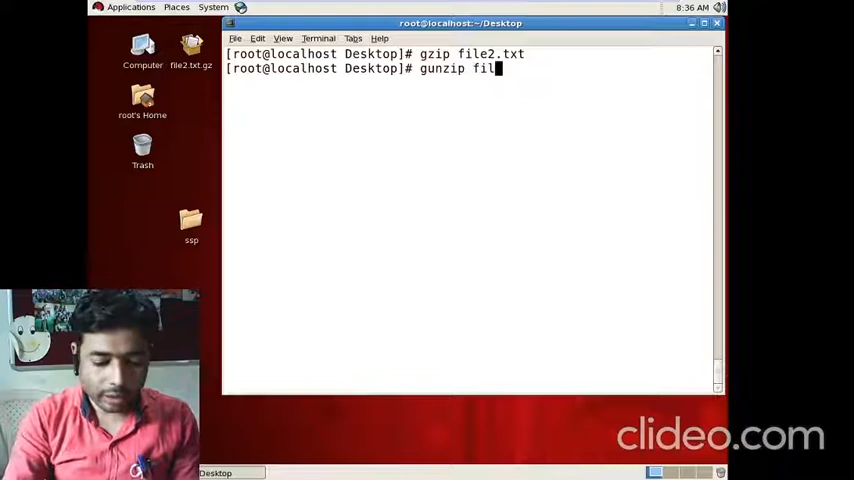 Applications Places System
8:36 AM
root@localhost:~/Desktop
File Edit View Terminal Tabs Help
[root@localhost Desktop]# gzip file2.txt
[root@localhost Desktop]# gunzip fil
Computer
file2.txt.gz
root's Home
Trash
ssp
Desktop
clideo.com